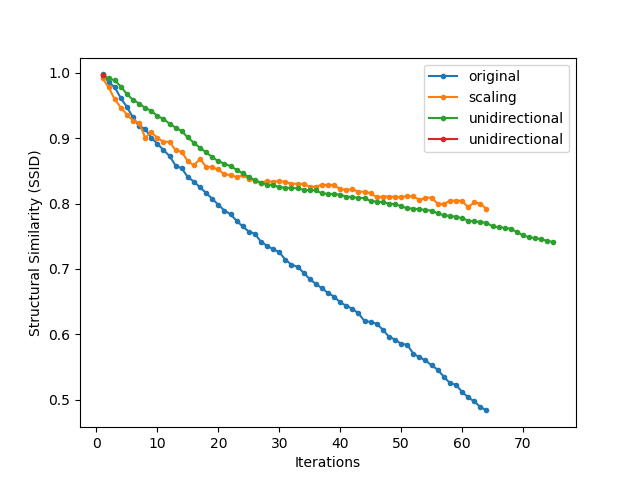 original
scaling
unidirectional
unidirectional
1.0
0.9
0.8
0.7
0.6
0.5
Structural Similarity (SSID)
0 10 20 30 40 50 60 70
Iterations